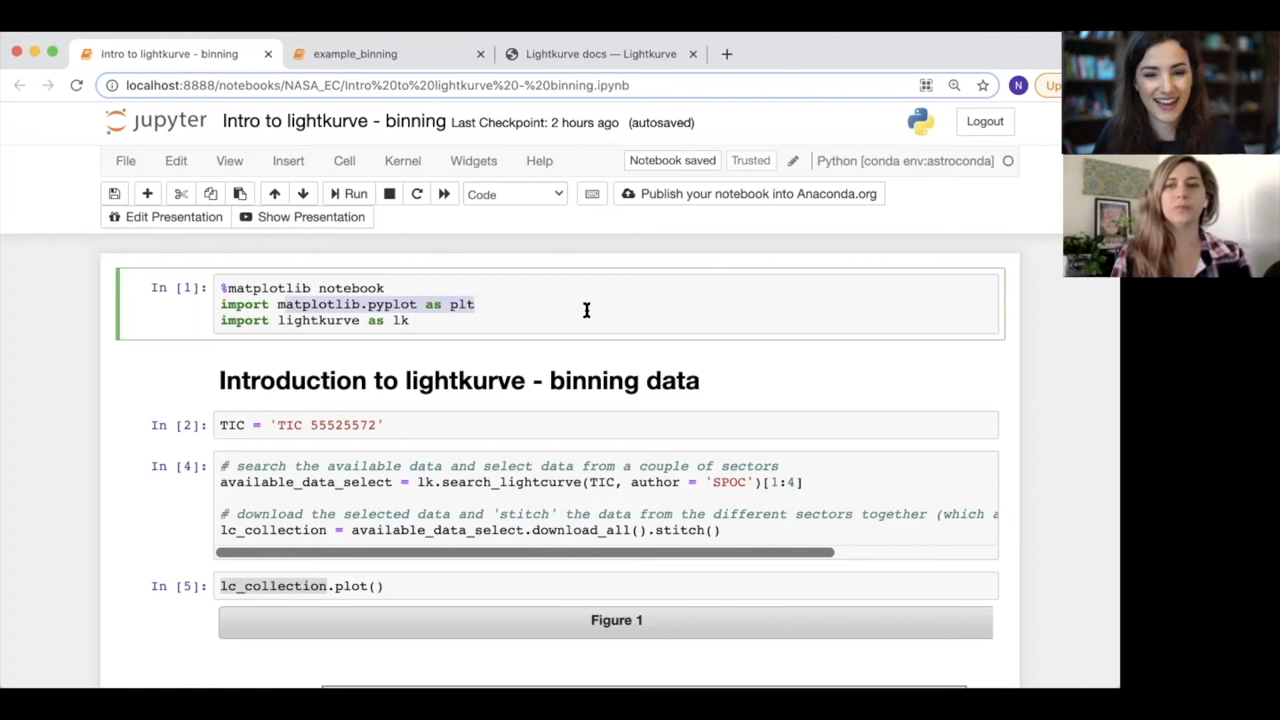 Intro to lightkurve - binning
example_binning
Lightkurve docs — Lightkurve
localhost:8888/notebooks/NASA_EC/Intro%20to%20lightkurve%20-%20binning.ipynb
N
Up
jupyter Intro to lightkurve - binning Last Checkpoint: 2 hours ago (autosaved)
Logout
File Edit View Insert Cell Kernel Widgets Help
Notebook saved Trusted Python [conda env:astroconda]
Run Code Publish your notebook into Anaconda.org
Edit Presentation Show Presentation
In [1]: %matplotlib notebook
import matplotlib.pyplot as plt
import lightkurve as lk
Introduction to lightkurve - binning data
In [2]: TIC = 'TIC 55525572'
In [4]: # search the available data and select data from a couple of sectors
available_data_select = lk.search_lightcurve(TIC, author = 'SPOC')[1:4]
# download the selected data and 'stitch' the data from the different sectors together (which a
lc_collection = available_data_select.download_all().stitch()
In [5]: lc_collection.plot()
Figure 1